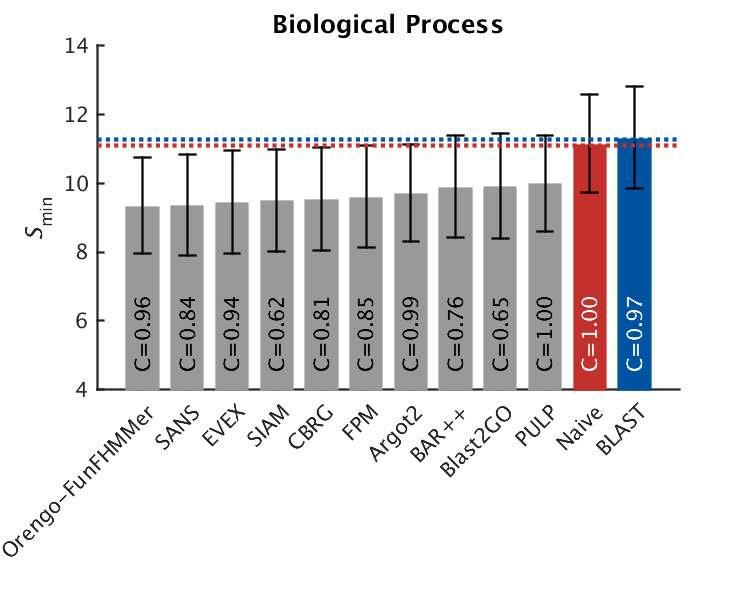 Biological Process
14
12
10
8
6
4
Smin
C=0.96
C=0.84
C=0.94
C=0.62
C=0.81
C=0.85
C=0.99
C=0.76
C=0.65
C=1.00
C=1.00
C=0.97
Orengo-FunFHMMer
SANS
EVEX
SIAM
CBRG
FPM
Argot2
BAR++
Blast2GO
PULP
Naive
BLAST